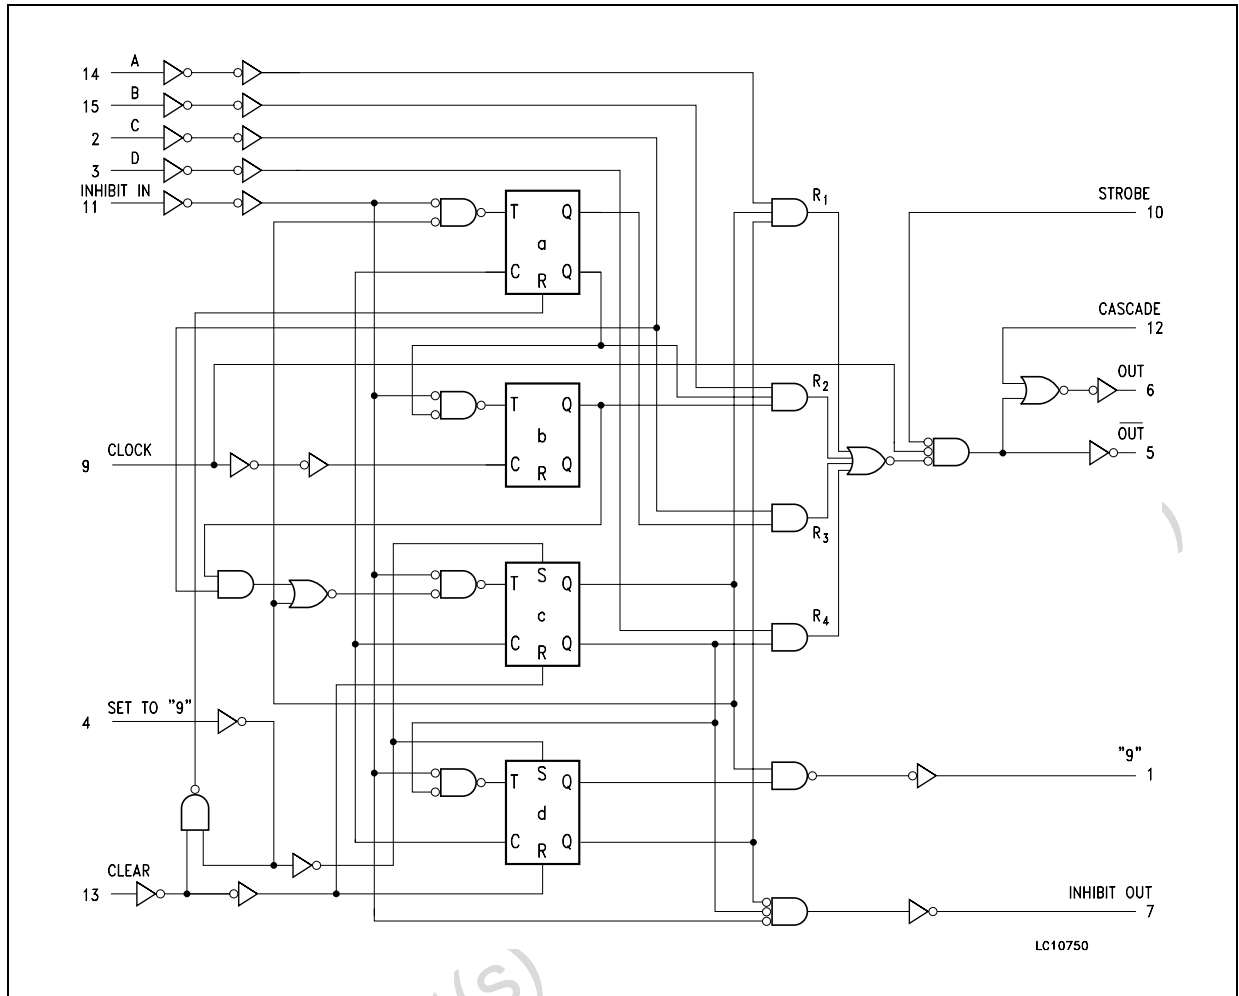 A
14
B
15
C
2
D
3
INHIBIT IN
11
T Q
a
C R Q
R1
STROBE
10
CASCADE
12
R2
OUT
6
OUT
5
T Q
b
C R Q
CLOCK
9
R3
S
T Q
c
C R Q
R4
SET TO "9"
4
S
T Q
d
C R Q
"9"
1
CLEAR
13
INHIBIT OUT
7
LC10750
(s)
)